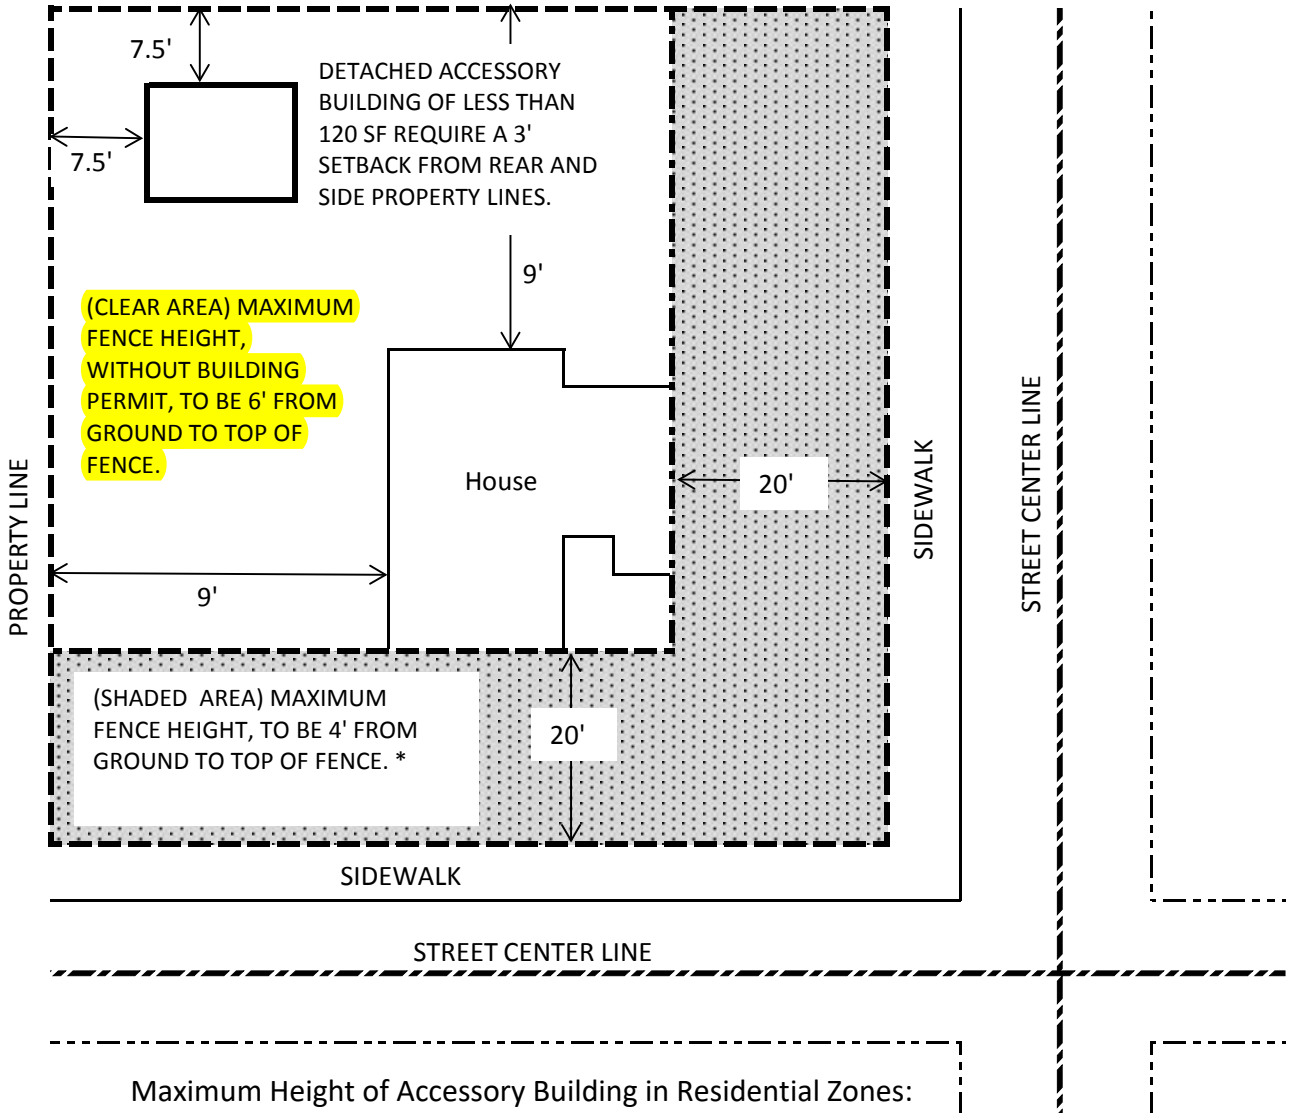 7.5'
DETACHED ACCESSORY
BUILDING OF LESS THAN
120 SF REQUIRE A 3'
SETBACK FROM REAR AND
SIDE PROPERTY LINES.
7.5'
9'
(CLEAR AREA) MAXIMUM
FENCE HEIGHT,
WITHOUT BUILDING
PERMIT, TO BE 6' FROM
GROUND TO TOP OF
FENCE.
House
20'
SIDEWALK
STREET CENTER LINE
PROPERTY LINE
9'
(SHADED AREA) MAXIMUM
FENCE HEIGHT, TO BE 4' FROM
GROUND TO TOP OF FENCE. *
20'
SIDEWALK
STREET CENTER LINE
Maximum Height of Accessory Building in Residential Zones: